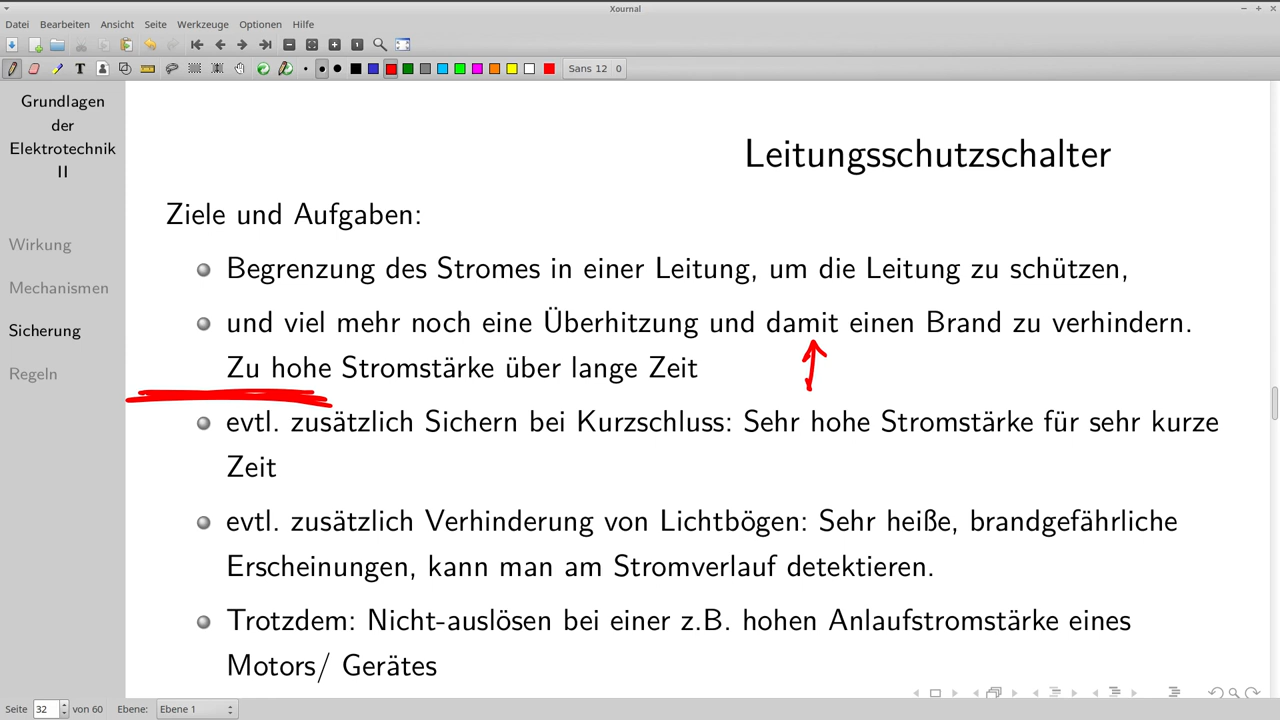 Xournal
Datei Bearbeiten Ansicht Seite Werkzeuge Optionen Hilfe
Sans 12 0
Grundlagen
der
Elektrotechnik
II
Wirkung
Mechanismen
Sicherung
Regeln
Leitungsschutzschalter
Ziele und Aufgaben:
Begrenzung des Stromes in einer Leitung, um die Leitung zu schützen,
und viel mehr noch eine Überhitzung und damit einen Brand zu verhindern.
Zu hohe Stromstärke über lange Zeit
evtl. zusätzlich Sichern bei Kurzschluss: Sehr hohe Stromstärke für sehr kurze
Zeit
evtl. zusätzlich Verhinderung von Lichtbögen: Sehr heiße, brandgefährliche
Erscheinungen, kann man am Stromverlauf detektieren.
Trotzdem: Nicht-auslösen bei einer z.B. hohen Anlaufstromstärke eines
Motors/ Gerätes
Seite 32 von 60 Ebene: Ebene 1